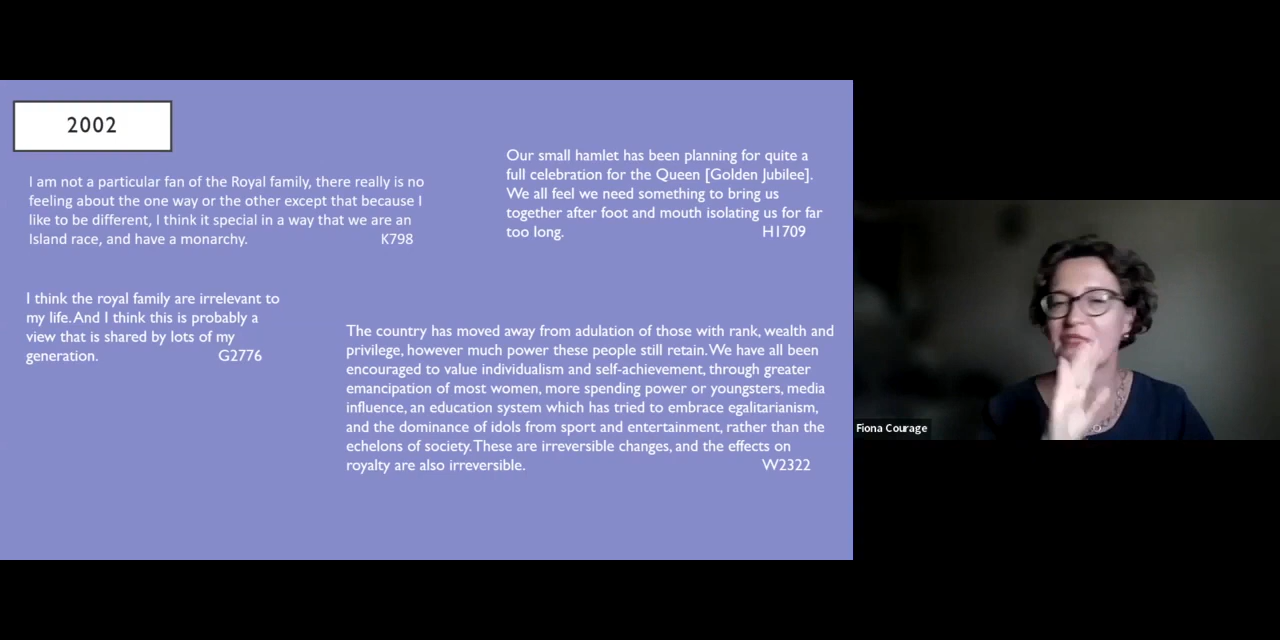 2002
I am not a particular fan of the Royal family, there really is no
feeling about the one way or the other except that because I
like to be different, I think it special in a way that we are an
Island race, and have a monarchy. K798
Our small hamlet has been planning for quite a
full celebration for the Queen [Golden Jubilee].
We all feel we need something to bring us
together after foot and mouth isolating us for far
too long. H1709
I think the royal family are irrelevant to
my life. And I think this is probably a
view that is shared by lots of my
generation. G2776
The country has moved away from adulation of those with rank, wealth and
privilege, however much power these people still retain. We have all been
encouraged to value individualism and self-achievement, through greater
emancipation of most women, more spending power or youngsters, media
influence, an education system which has tried to embrace egalitarianism,
and the dominance of idols from sport and entertainment, rather than the
echelons of society. These are irreversible changes, and the effects on
royalty are also irreversible. W2322
Fiona Courage